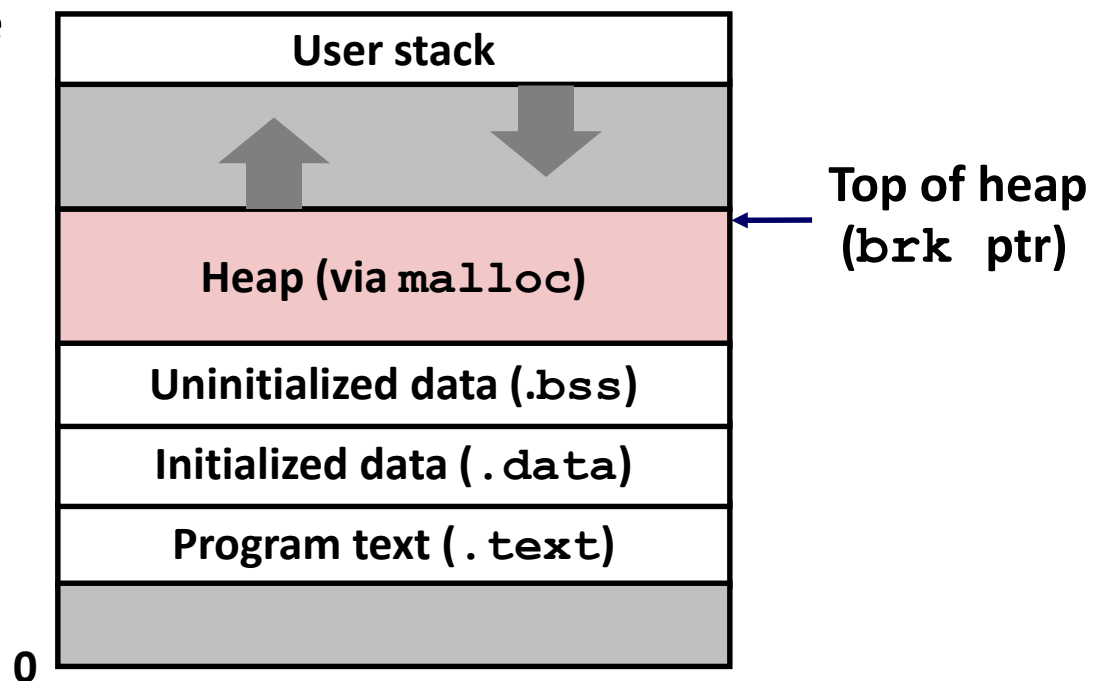 User stack
Top of heap
(brk ptr)
Heap (via malloc)
Uninitialized data (.bss)
Initialized data (.data)
Program text (.text)
0